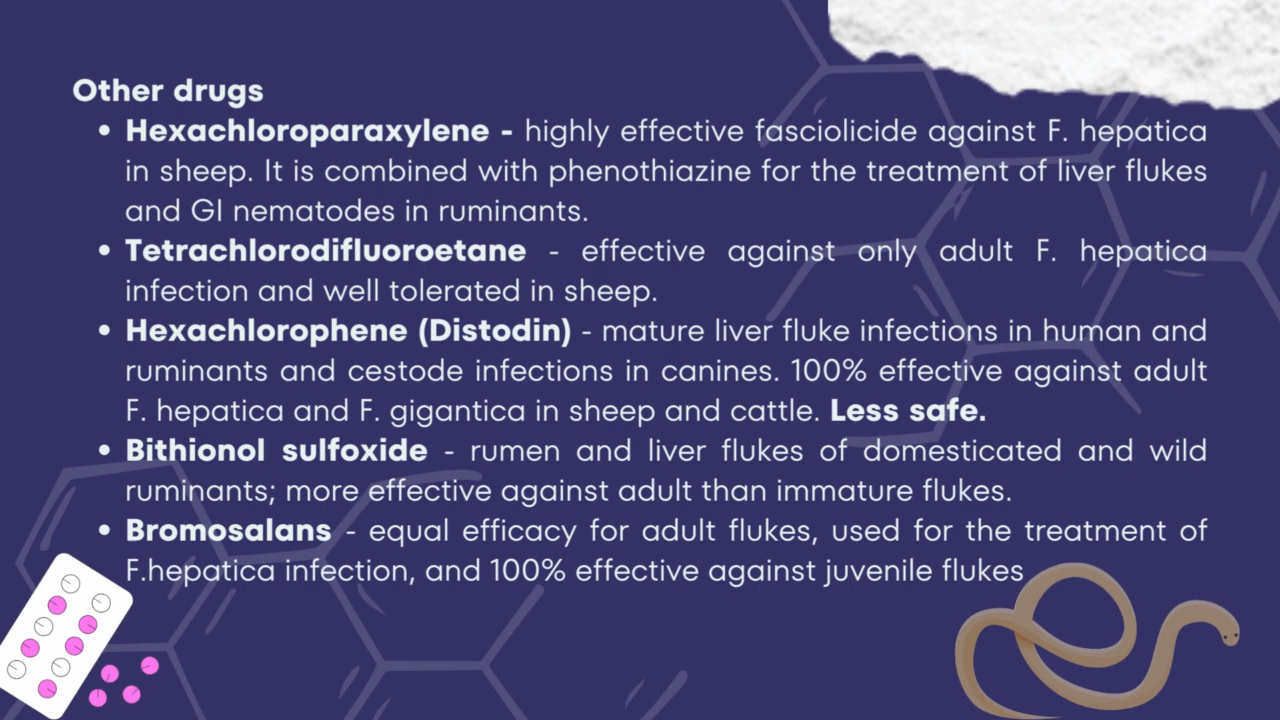 Other drugs
• Hexachloroparaxylene - highly effective fasciolicide against F. hepatica
in sheep. It is combined with phenothiazine for the treatment of liver flukes
and GI nematodes in ruminants.
• Tetrachlorodifluoroetane - effective against only adult F. hepatica
infection and well tolerated in sheep.
• Hexachlorophene (Distodin) - mature liver fluke infections in human and
ruminants and cestode infections in canines. 100% effective against adult
F. hepatica and F. gigantica in sheep and cattle. Less safe.
• Bithionol sulfoxide - rumen and liver flukes of domesticated and wild
ruminants; more effective against adult than immature flukes.
• Bromosalans - equal efficacy for adult flukes, used for the treatment of
F.hepatica infection, and 100% effective against juvenile flukes